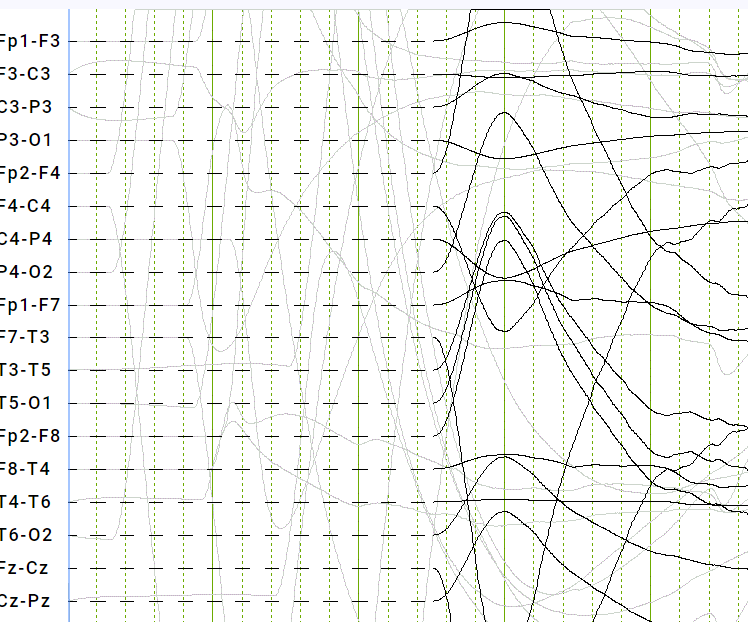 Fp1-F3
F3-C3
C3-P3
P3-O1
Fp2-F4
F4-C4
C4-P4
P4-O2
Fp1-F7
F7-T3
T3-T5
T5-O1
Fp2-F8
F8-T4
T4-T6
T6-O2
Fz-Cz
Cz-Pz